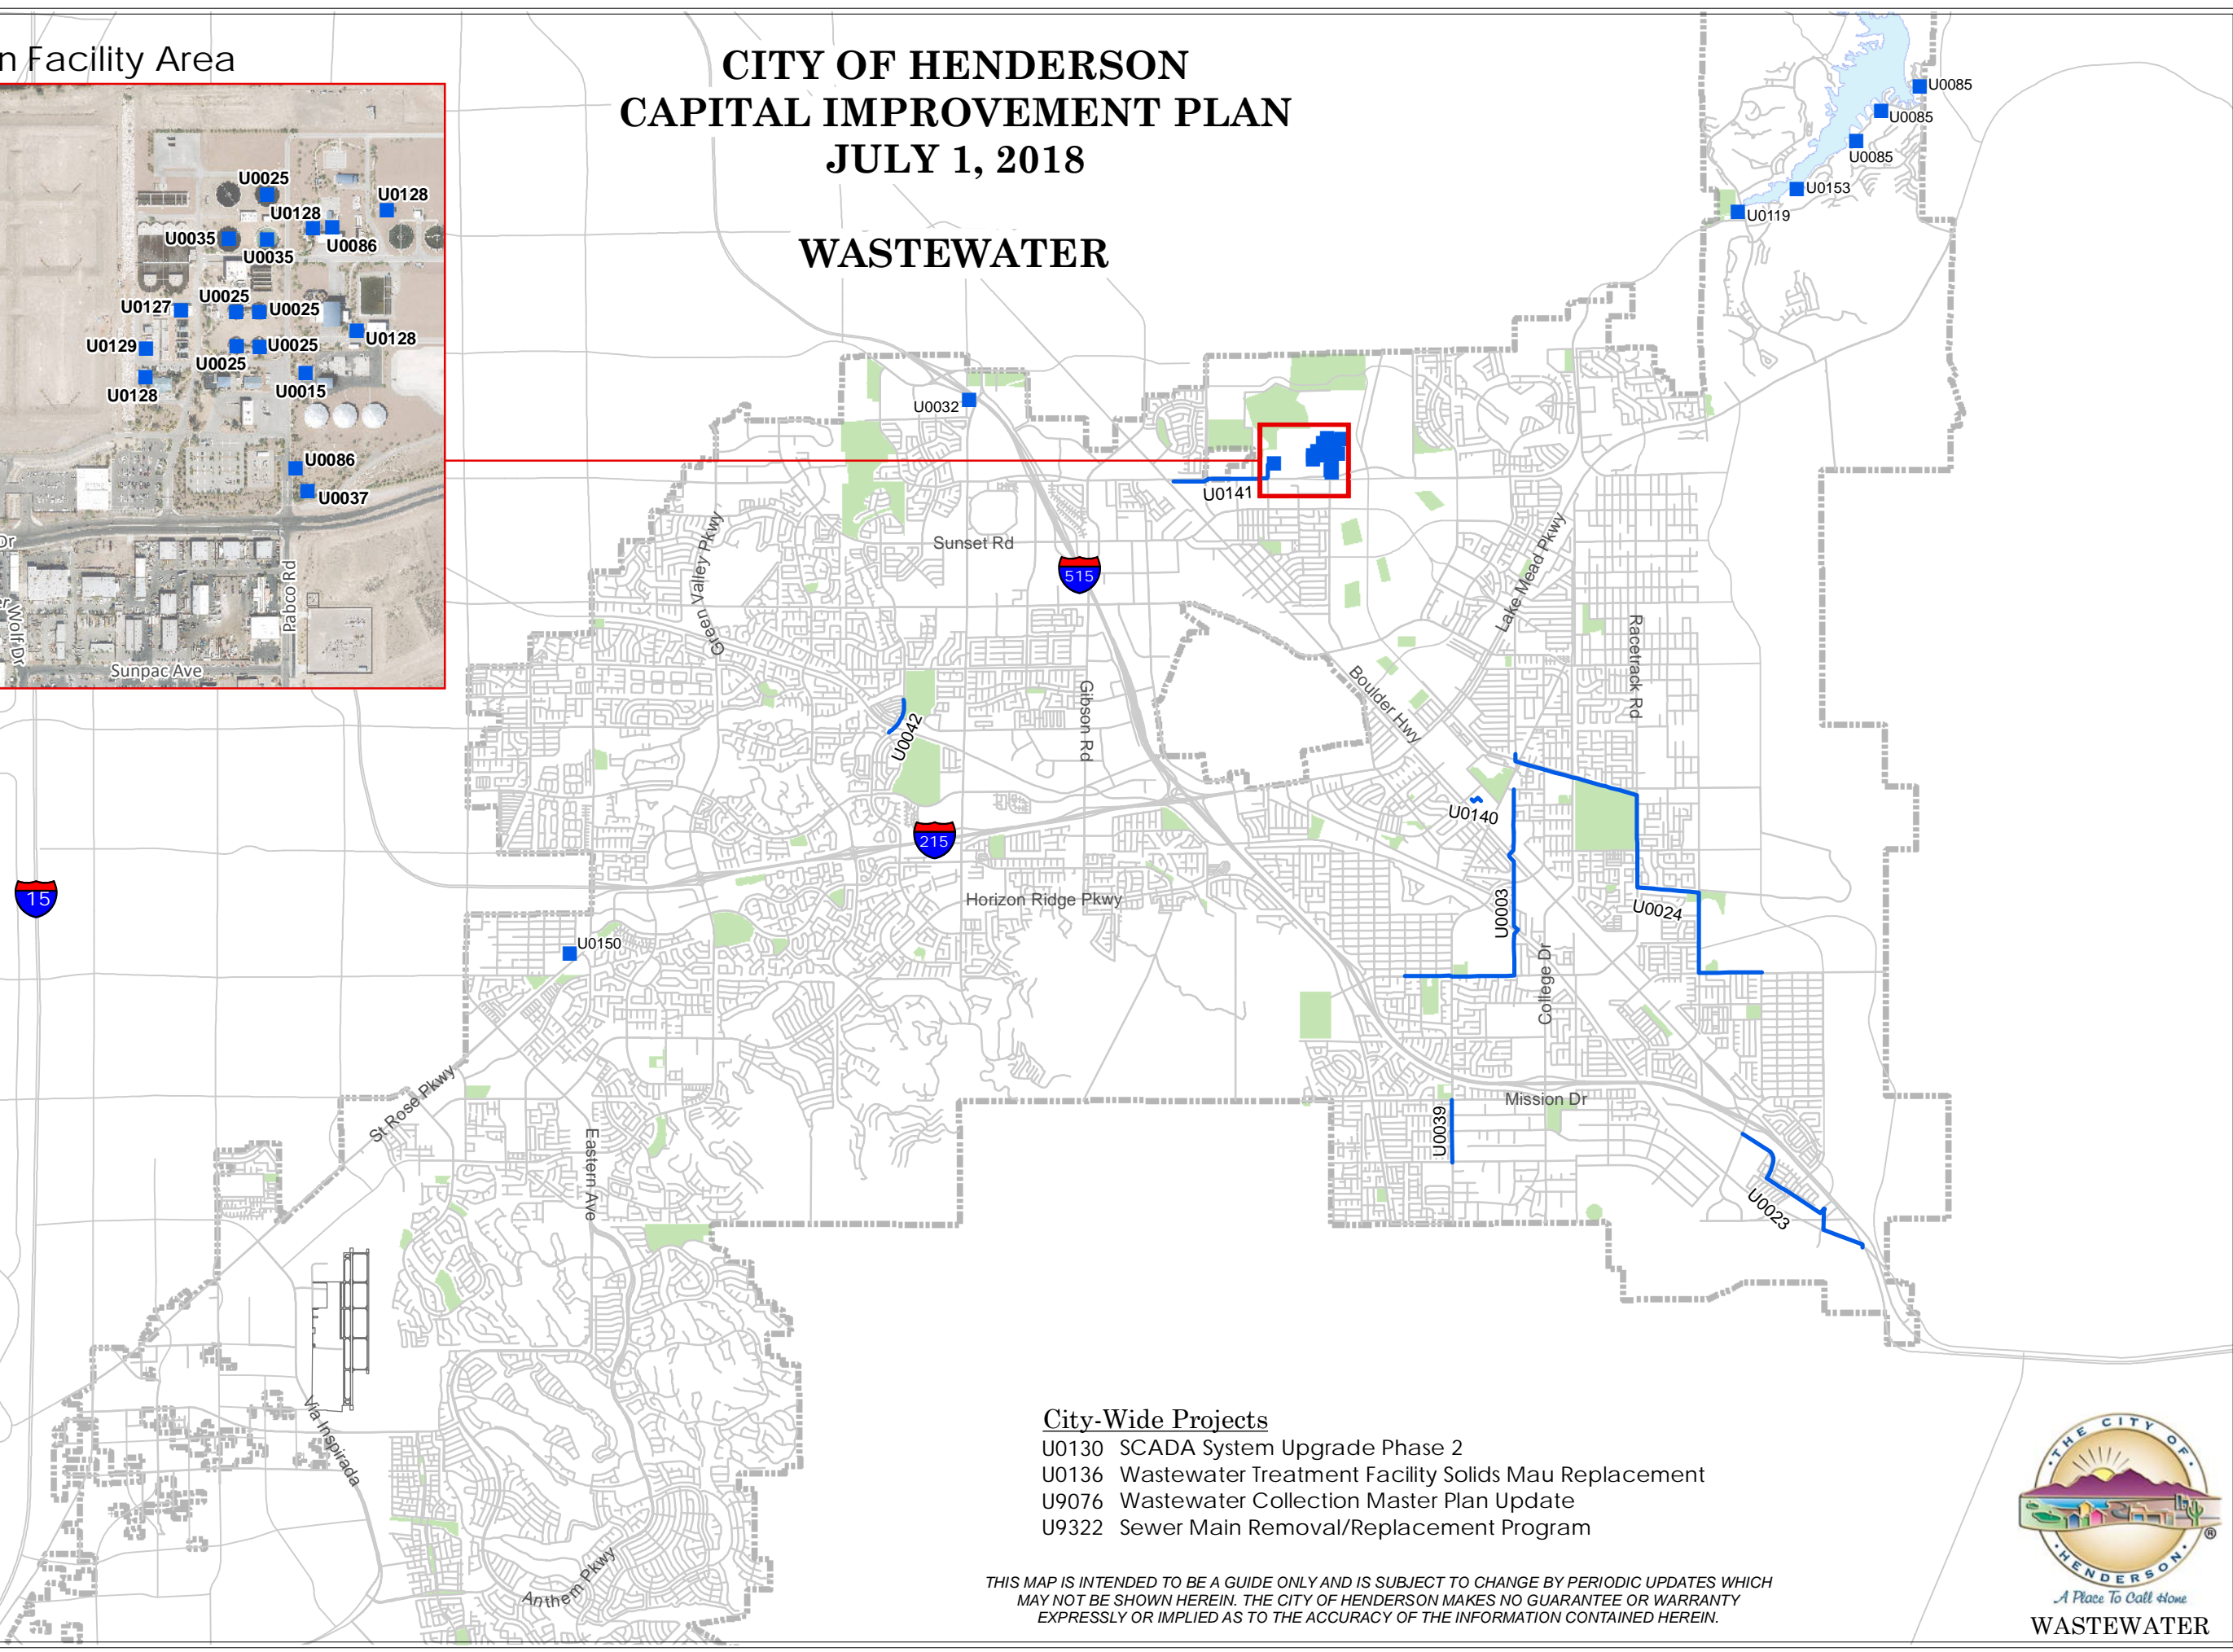 n Facility Area
CITY OF HENDERSON
CAPITAL IMPROVEMENT PLAN
JULY 1, 2018
WASTEWATER
U0085
U0085
U0085
U0153
U0119
U0025
U0128
U0128
U0035
U0086
U0035
U0025
U0127
U0025
U0128
U0129
U0025
U0025
U0128
U0015
U0086
U0037
Dr
Wolf Dr
Pabco Rd
Sunpac Ave
U0032
U0141
Sunset Rd
515
Green Valley Pkwy
Lake Mead Pkwy
Racetrack Rd
Boulder Hwy
Gibson Rd
U0042
U0140
215
15
Horizon Ridge Pkwy
U0003
U0024
U0150
College Dr
St Rose Pkwy
Mission Dr
U0039
Eastern Ave
U0023
Via Inspirada
Anthem Pkwy
City-Wide Projects
U0130 SCADA System Upgrade Phase 2
U0136 Wastewater Treatment Facility Solids Mau Replacement
U9076 Wastewater Collection Master Plan Update
U9322 Sewer Main Removal/Replacement Program
THIS MAP IS INTENDED TO BE A GUIDE ONLY AND IS SUBJECT TO CHANGE BY PERIODIC UPDATES WHICH
MAY NOT BE SHOWN HEREIN. THE CITY OF HENDERSON MAKES NO GUARANTEE OR WARRANTY
EXPRESSLY OR IMPLIED AS TO THE ACCURACY OF THE INFORMATION CONTAINED HEREIN.
THE CITY OF
HENDERSON
®
A Place To Call Home
WASTEWATER